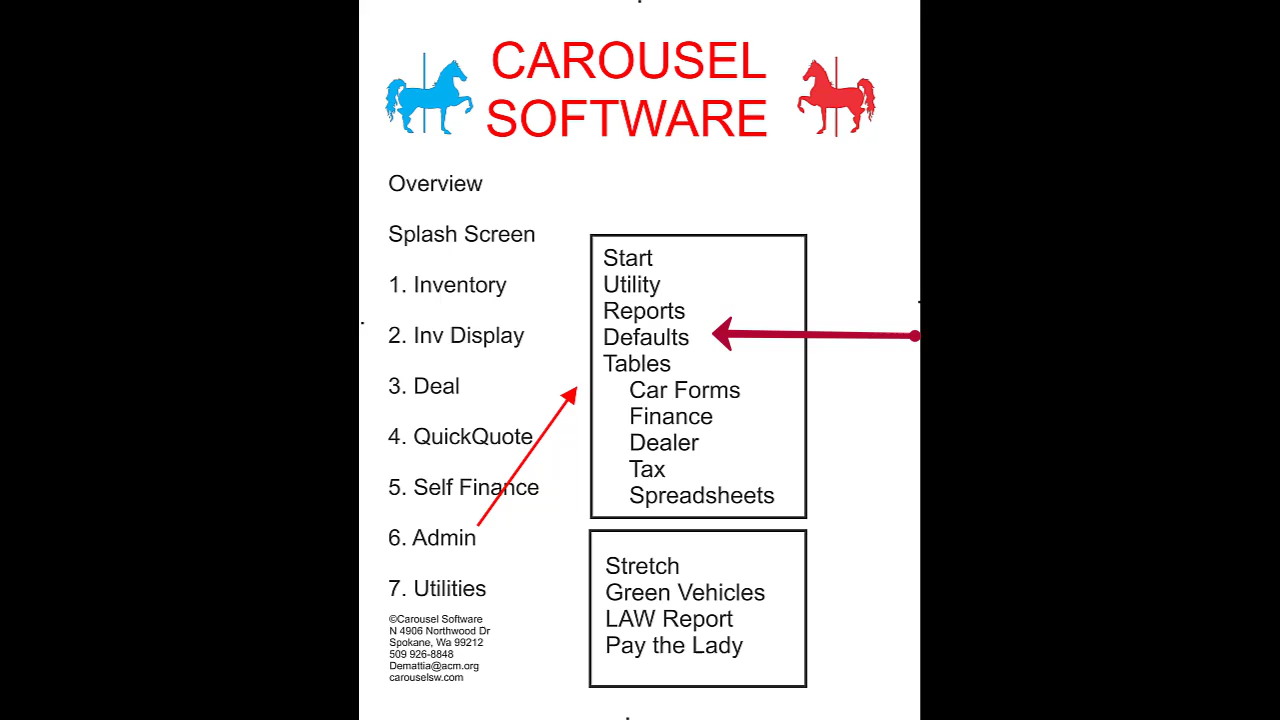 CAROUSEL
SOFTWARE
Overview
Splash Screen
1. Inventory
2. Inv Display
3. Deal
4. QuickQuote
5. Self Finance
6. Admin
7. Utilities
©Carousel Software
N 4906 Northwood Dr
Spokane, Wa 99212
509 926-8848
Demattia@acm.org
carouselsw.com
Start
Utility
Reports
Defaults
Tables
Car Forms
Finance
Dealer
Tax
Spreadsheets
Stretch
Green Vehicles
LAW Report
Pay the Lady